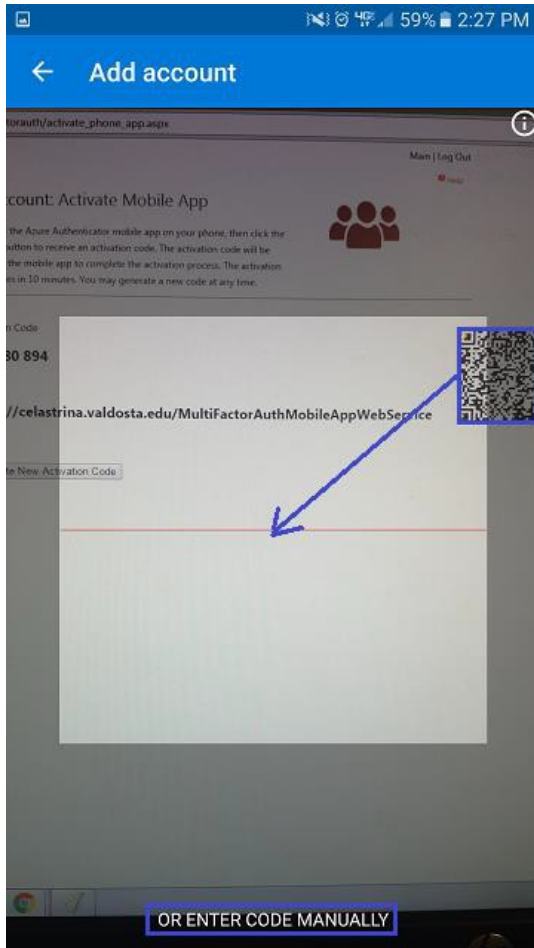 59% 2:27 PM
Add account
torauth/activate_phone_app.aspx
Main | Log Out
Help
count: Activate Mobile App
the Azure Authenticator mobile app on your phone, then click the
button to receive an activation code. The activation code will be
the mobile app to complete the activation process. The activation
es in 10 minutes. You may generate a new code at any time.
n Code
30 894
//celastrina.valdosta.edu/MultiFactorAuthMobileAppWebService
te New Activation Code
OR ENTER CODE MANUALLY